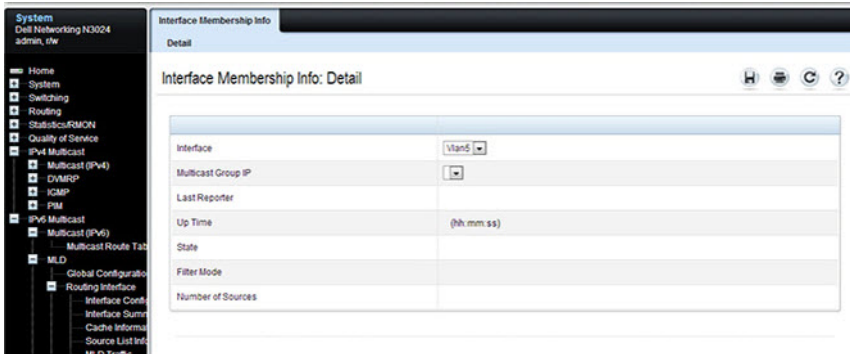 System
Dell Networking N3024
admin, r/w
Home
System
Switching
Routing
Statistics/RMON
Quality of Service
IPv4 Multicast
Multicast (IPv4)
DVMRP
IGMP
PIM
IPv6 Multicast
Multicast (IPv6)
Multicast Route Tab
MLD
Global Configuratio
Routing Interface
Interface Config
Interface Summ
Cache Informa
Source List Info
MLD Traffic
Interface Membership Info
Detail
Interface Membership Info: Detail
Interface Vlan5
Multicast Group IP
Last Reporter
Up Time (hh:mm:ss)
State
Filter Mode
Number of Sources